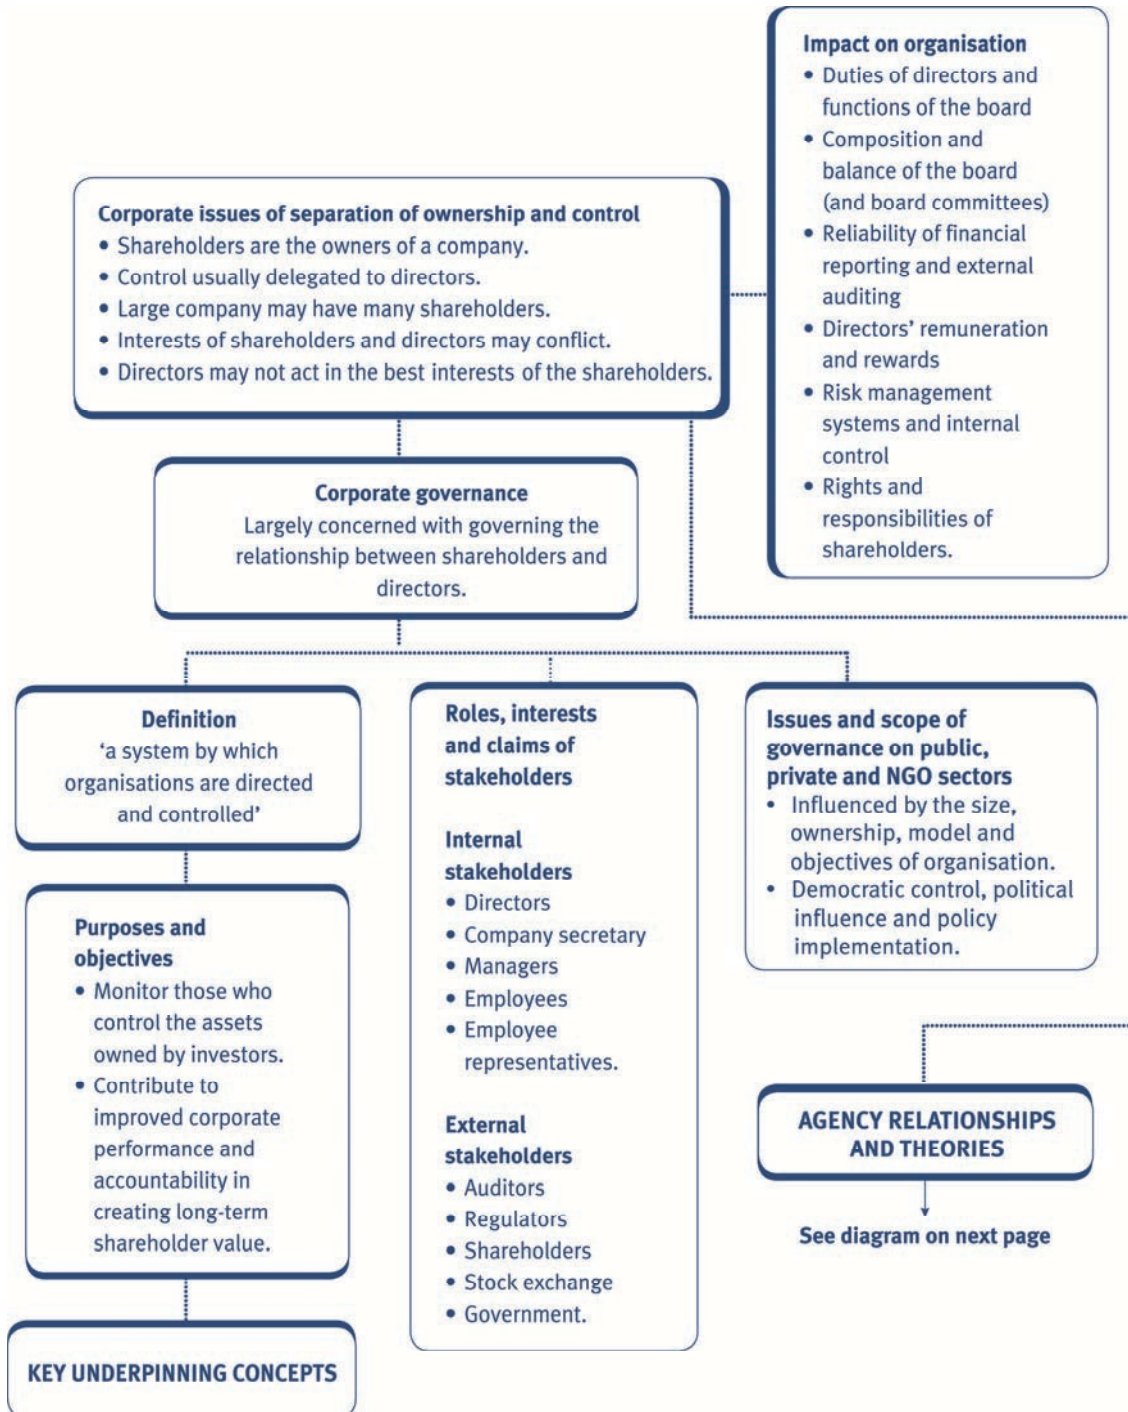 Impact on organisation
• Duties of directors and
functions of the board
• Composition and
balance of the board
(and board committees)
• Reliability of financial
reporting and external
auditing
• Directors’ remuneration
and rewards
• Risk management
systems and internal
control
• Rights and
responsibilities of
shareholders.
Corporate issues of separation of ownership and control
• Shareholders are the owners of a company.
• Control usually delegated to directors.
• Large company may have many shareholders.
• Interests of shareholders and directors may conflict.
• Directors may not act in the best interests of the shareholders.
Corporate governance
Largely concerned with governing the
relationship between shareholders and
directors.
Definition
‘a system by which
organisations are directed
and controlled’
Purposes and
objectives
• Monitor those who
control the assets
owned by investors.
• Contribute to
improved corporate
performance and
accountability in
creating long-term
shareholder value.
KEY UNDERPINNING CONCEPTS
Roles, interests
and claims of
stakeholders
Internal
stakeholders
• Directors
• Company secretary
• Managers
• Employees
• Employee
representatives.
External
stakeholders
• Auditors
• Regulators
• Shareholders
• Stock exchange
• Government.
Issues and scope of
governance on public,
private and NGO sectors
• Influenced by the size,
ownership, model and
objectives of organisation.
• Democratic control, political
influence and policy
implementation.
AGENCY RELATIONSHIPS
AND THEORIES
See diagram on next page